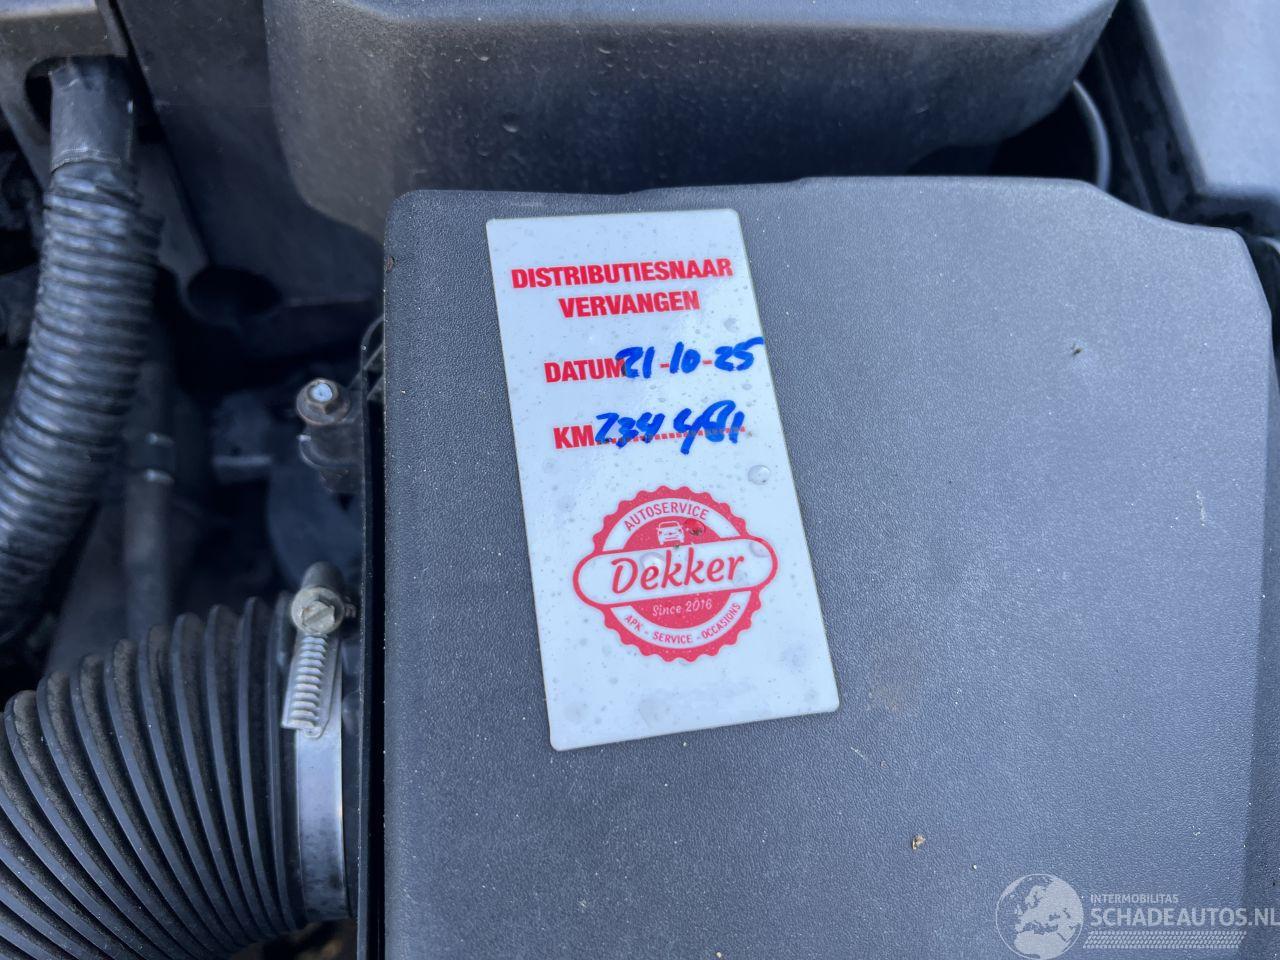 DISTRIBUTIESNAAR
VERVANGEN
DATUM 21-10-25
KM 234 481
AUTOSERVICE
Dekker
Since 2016
APK - SERVICE - OCCASIONS
INTERMOBILITAS
SCHADEAUTOS.NL